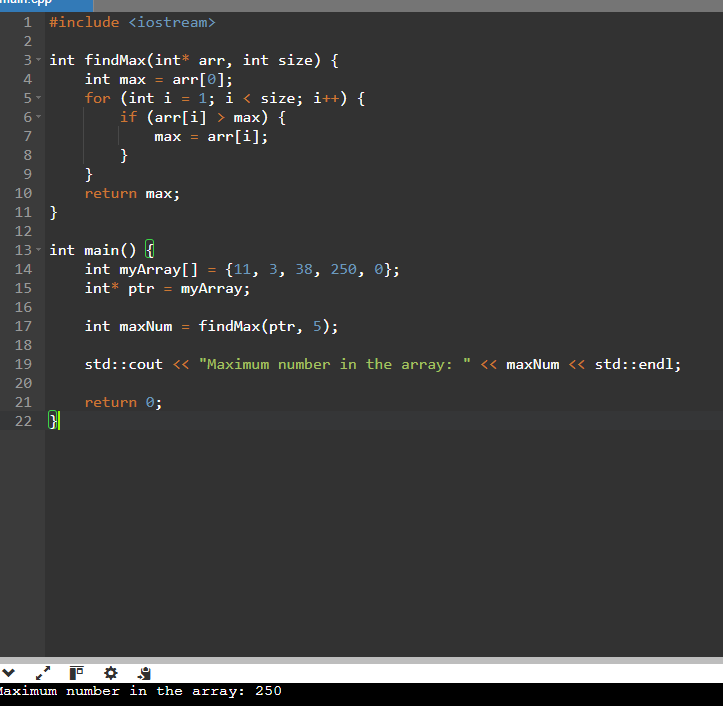 main.cpp
1 #include <iostream>
2
3 int findMax(int* arr, int size) {
4     int max = arr[0];
5     for (int i = 1; i < size; i++) {
6         if (arr[i] > max) {
7             max = arr[i];
8         }
9     }
10     return max;
11 }
12
13 int main() {
14     int myArray[] = {11, 3, 38, 250, 0};
15     int* ptr = myArray;
16
17     int maxNum = findMax(ptr, 5);
18
19     std::cout << "Maximum number in the array: " << maxNum << std::endl;
20
21     return 0;
22 }
Maximum number in the array: 250